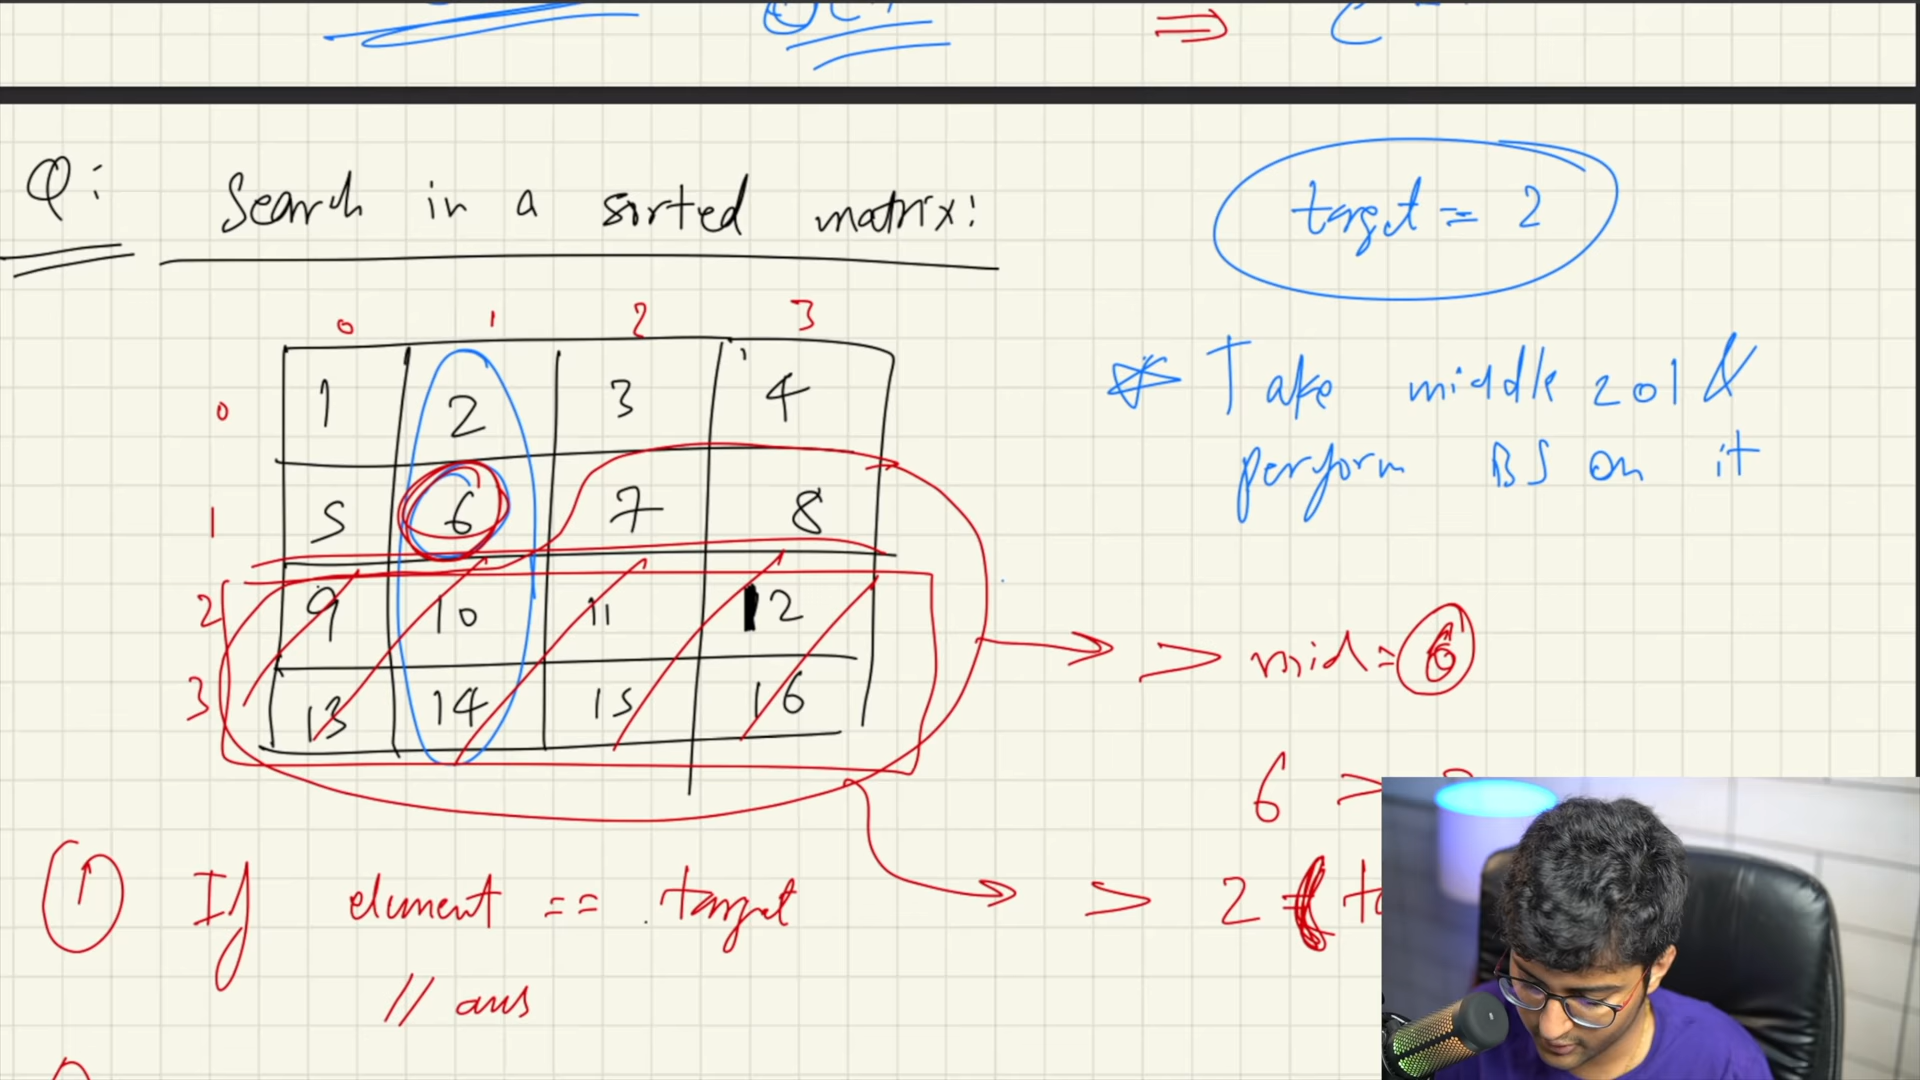 Q: Search in a sorted matrix:
target = 2
0 1 2 3
0 1 2 3 4
1 5 6 7 8
2 9 10 11 12
3 13 14 15 16
* Take middle col &
perform BS on it
> mid = 6
6 >
① If element == target
> 2
// ans